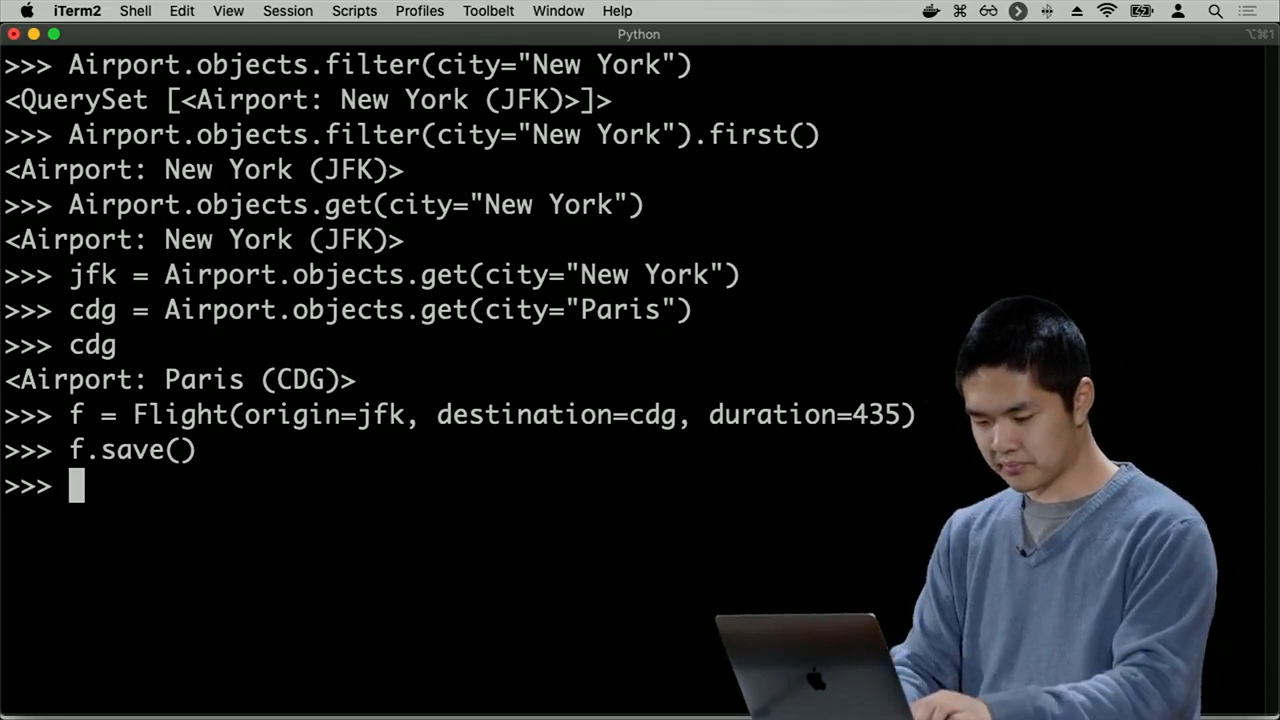 iTerm2 Shell Edit View Session Scripts Profiles Toolbelt Window Help
Python
⌥⌘1
>>> Airport.objects.filter(city="New York")
<QuerySet [<Airport: New York (JFK)>]>
>>> Airport.objects.filter(city="New York").first()
<Airport: New York (JFK)>
>>> Airport.objects.get(city="New York")
<Airport: New York (JFK)>
>>> jfk = Airport.objects.get(city="New York")
>>> cdg = Airport.objects.get(city="Paris")
>>> cdg
<Airport: Paris (CDG)>
>>> f = Flight(origin=jfk, destination=cdg, duration=435)
>>> f.save()
>>>